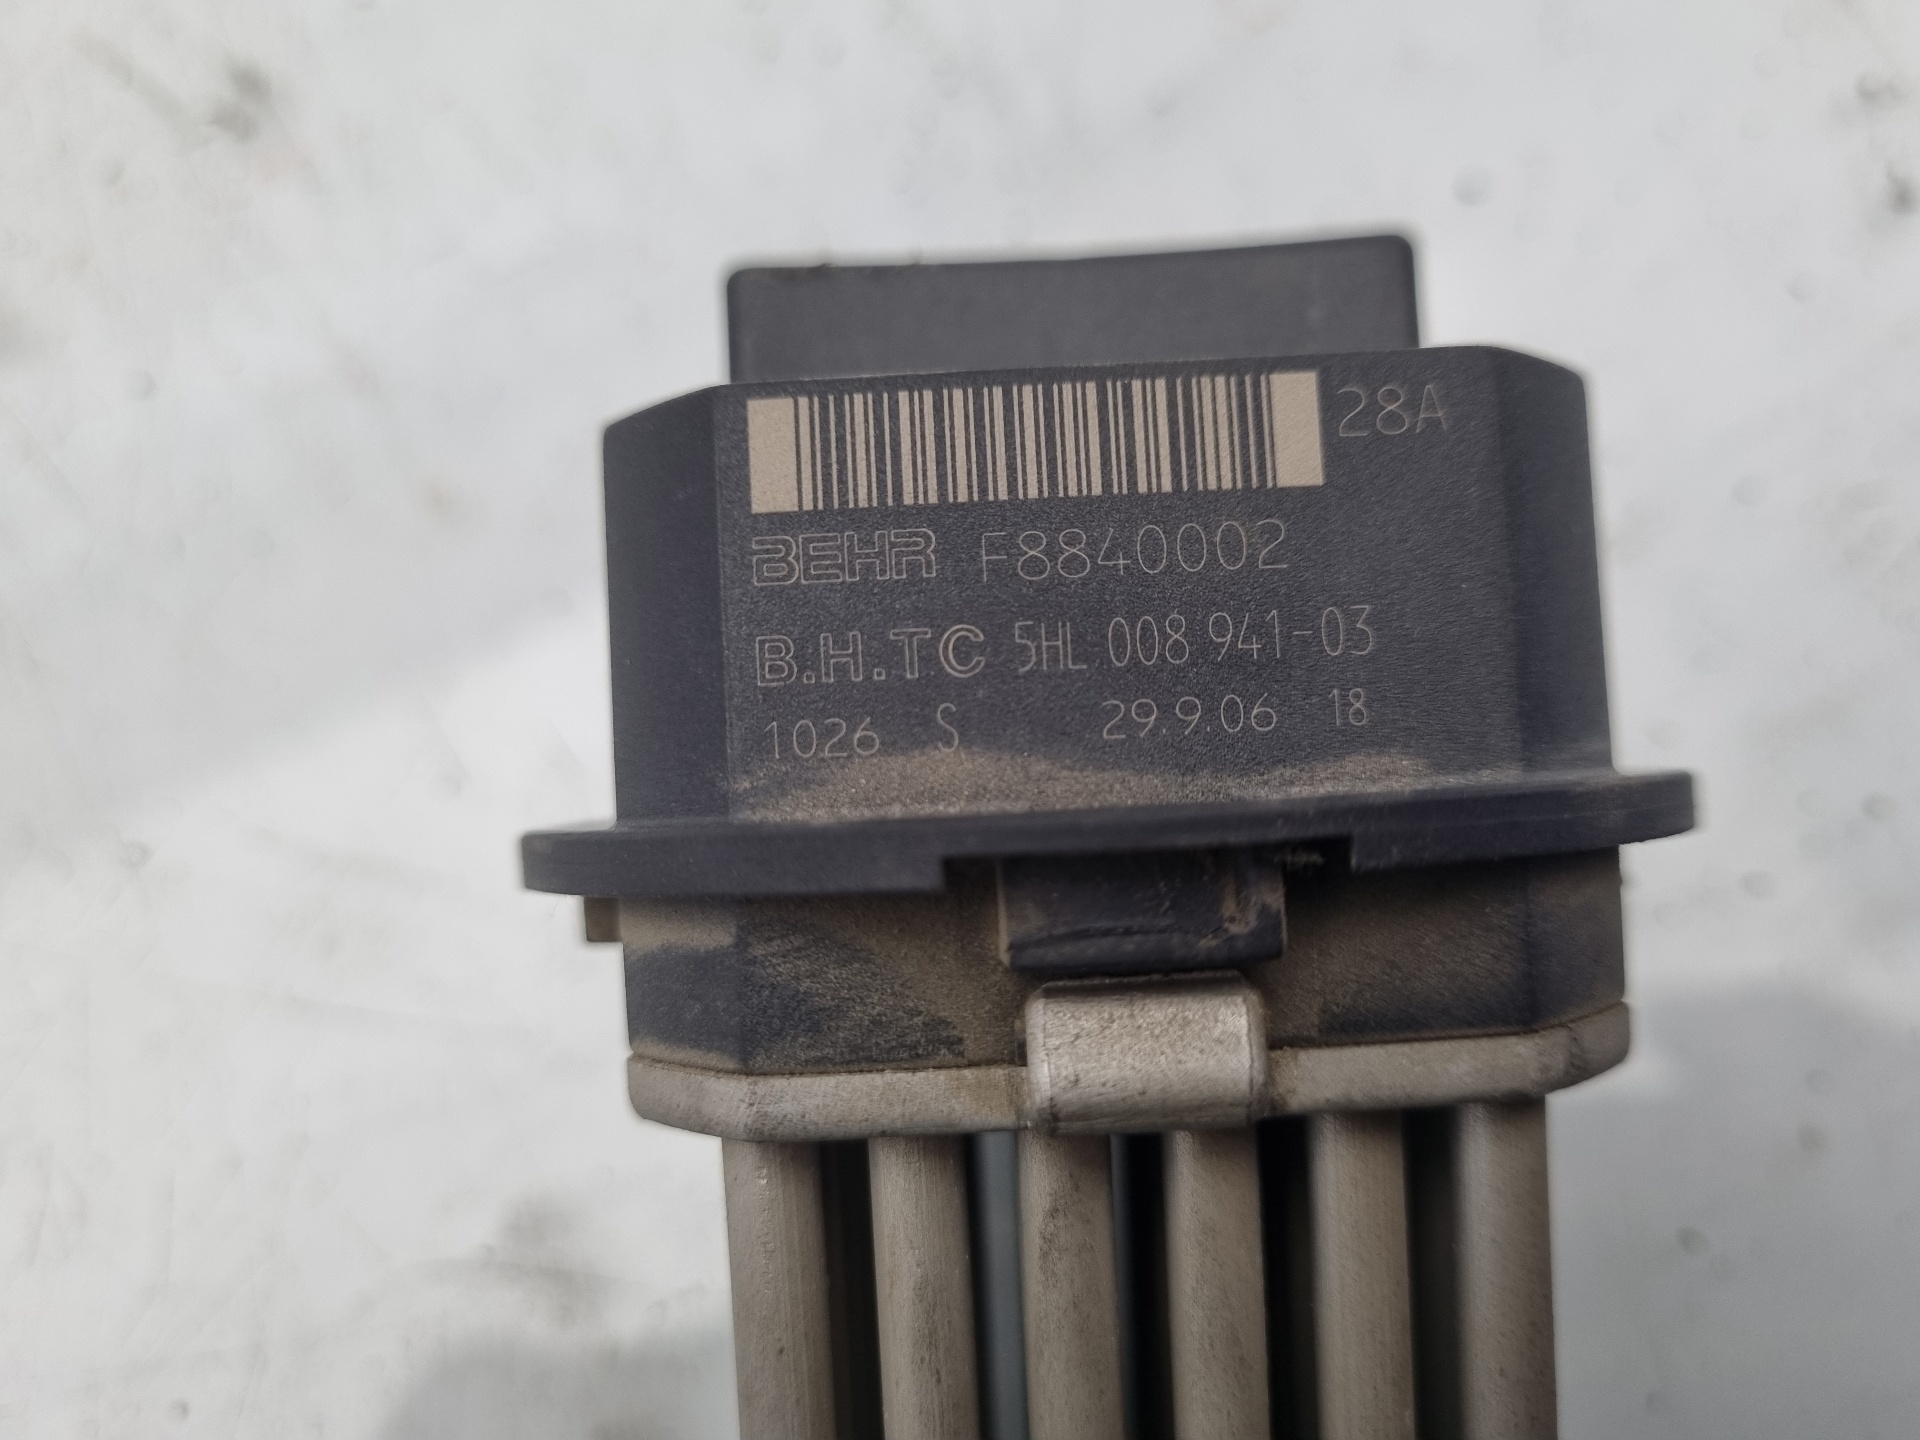 28A
BEHR F8840002
B.H.TC 5HL 008 941-03
1026 S 29.9.06 18